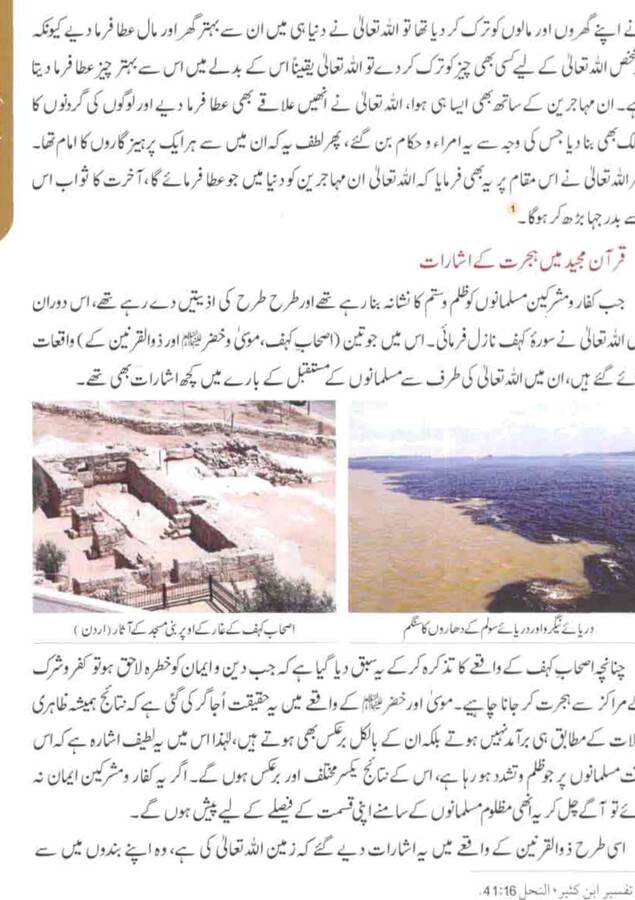 نے اپنے گھروں اور مالوں کو ترک کر دیا تھا تو اللہ تعالیٰ نے دنیا ہی میں ان سے بہتر گھر اور مال عطا فرما دیے کیونکہ
شخص اللہ تعالیٰ کے لیے کسی بھی چیز کو ترک کر دے تو اللہ تعالیٰ یقیناً اس کے بدلے میں اس سے بہتر چیز عطا فرما دیتا
ہے۔ ان مہاجرین کے ساتھ بھی ایسا ہی ہوا، اللہ تعالیٰ نے انھیں علاقے بھی عطا فرما دیے اور لوگوں کی گردنوں کا
لک بھی بنا دیا جس کی وجہ سے یہ امراء و حکام بن گئے، پھر لطف یہ کہ ان میں سے ہر ایک پرہیز گاروں کا امام تھا۔
اللہ تعالیٰ نے اس مقام پر یہ بھی فرمایا کہ اللہ تعالیٰ ان مہاجرین کو دنیا میں جو عطا فرمائے گا، آخرت کا ثواب اس
سے بدرجہا بڑھ کر ہوگا۔ 1
قرآن مجید میں ہجرت کے اشارات
جب کفار و مشرکین مسلمانوں کو ظلم و ستم کا نشانہ بنا رہے تھے اور طرح طرح کی اذیتیں دے رہے تھے، اس دوران
ں اللہ تعالیٰ نے سورۂ کہف نازل فرمائی۔ اس میں جو تین (اصحاب کہف، موسیٰ و خضر علیہا السلام اور ذوالقرنین کے) واقعات
ئے گئے ہیں، ان میں اللہ تعالیٰ کی طرف سے مسلمانوں کے مستقبل کے بارے میں کچھ اشارات بھی تھے۔
دریائے نیگرو اور دریائے سولم کے دھاروں کا سنگم
اصحاب کہف کے غار کے اوپر بنی مسجد کے آثار (اردن)
چنانچہ اصحاب کہف کے واقعے کا تذکرہ کر کے یہ سبق دیا گیا ہے کہ جب دین و ایمان کو خطرہ لاحق ہو تو کفر و شرک
کے مراکز سے ہجرت کر جانا چاہیے۔ موسیٰ اور خضر علیہا السلام کے واقعے میں یہ حقیقت اُجاگر کی گئی ہے کہ نتائج ہمیشہ ظاہری
لات کے مطابق ہی برآمد نہیں ہوتے بلکہ ان کے بالکل برعکس بھی ہوتے ہیں، لہٰذا اس میں یہ لطیف اشارہ ہے کہ اس
ت مسلمانوں پر جو ظلم و تشدد ہو رہا ہے، اس کے نتائج یکسر مختلف اور برعکس ہوں گے۔ اگر یہ کفار و مشرکین ایمان نہ
ئے تو آگے چل کر یہ انھی مظلوم مسلمانوں کے سامنے اپنی قسمت کے فیصلے کے لیے پیش ہوں گے۔
اسی طرح ذوالقرنین کے واقعے میں یہ اشارات دیے گئے کہ زمین اللہ تعالیٰ کی ہے، وہ اپنے بندوں میں سے
تفسیر ابن کثیر، النحل 41:16۔